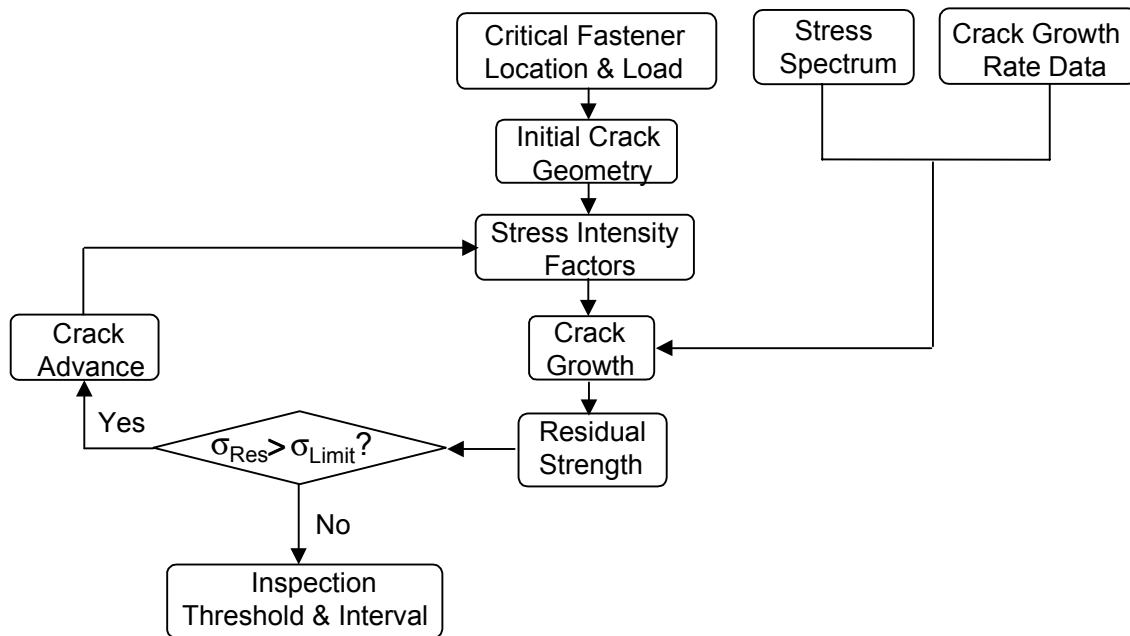 Critical Fastener
Location & Load
Stress
Spectrum
Crack Growth
Rate Data
Initial Crack
Geometry
Stress Intensity
Factors
Crack
Growth
Crack
Advance
Yes
σRes> σLimit?
Residual
Strength
No
Inspection
Threshold & Interval